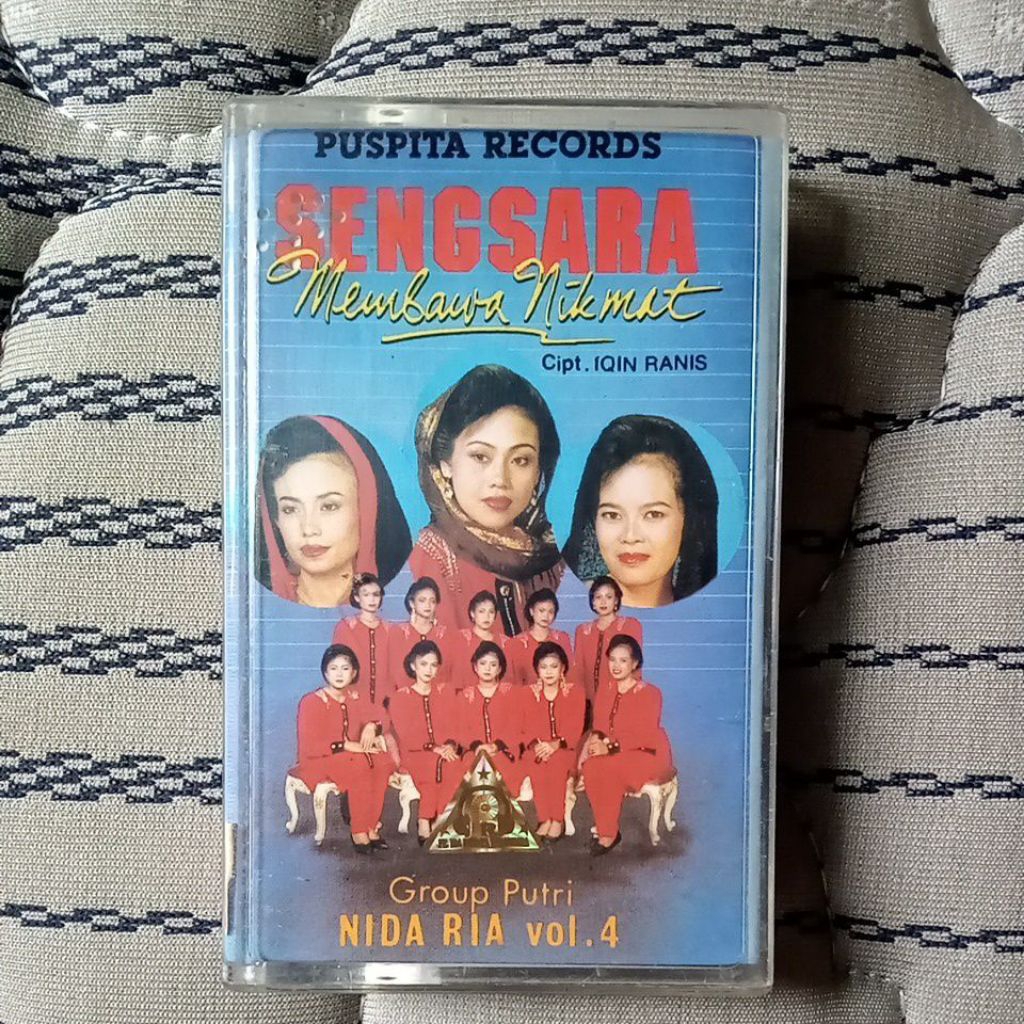 PUSPITA RECORDS
SENGSARA
Membawa Nikmat
Cipt. IQIN RANIS
Group Putri
NIDA RIA vol.4